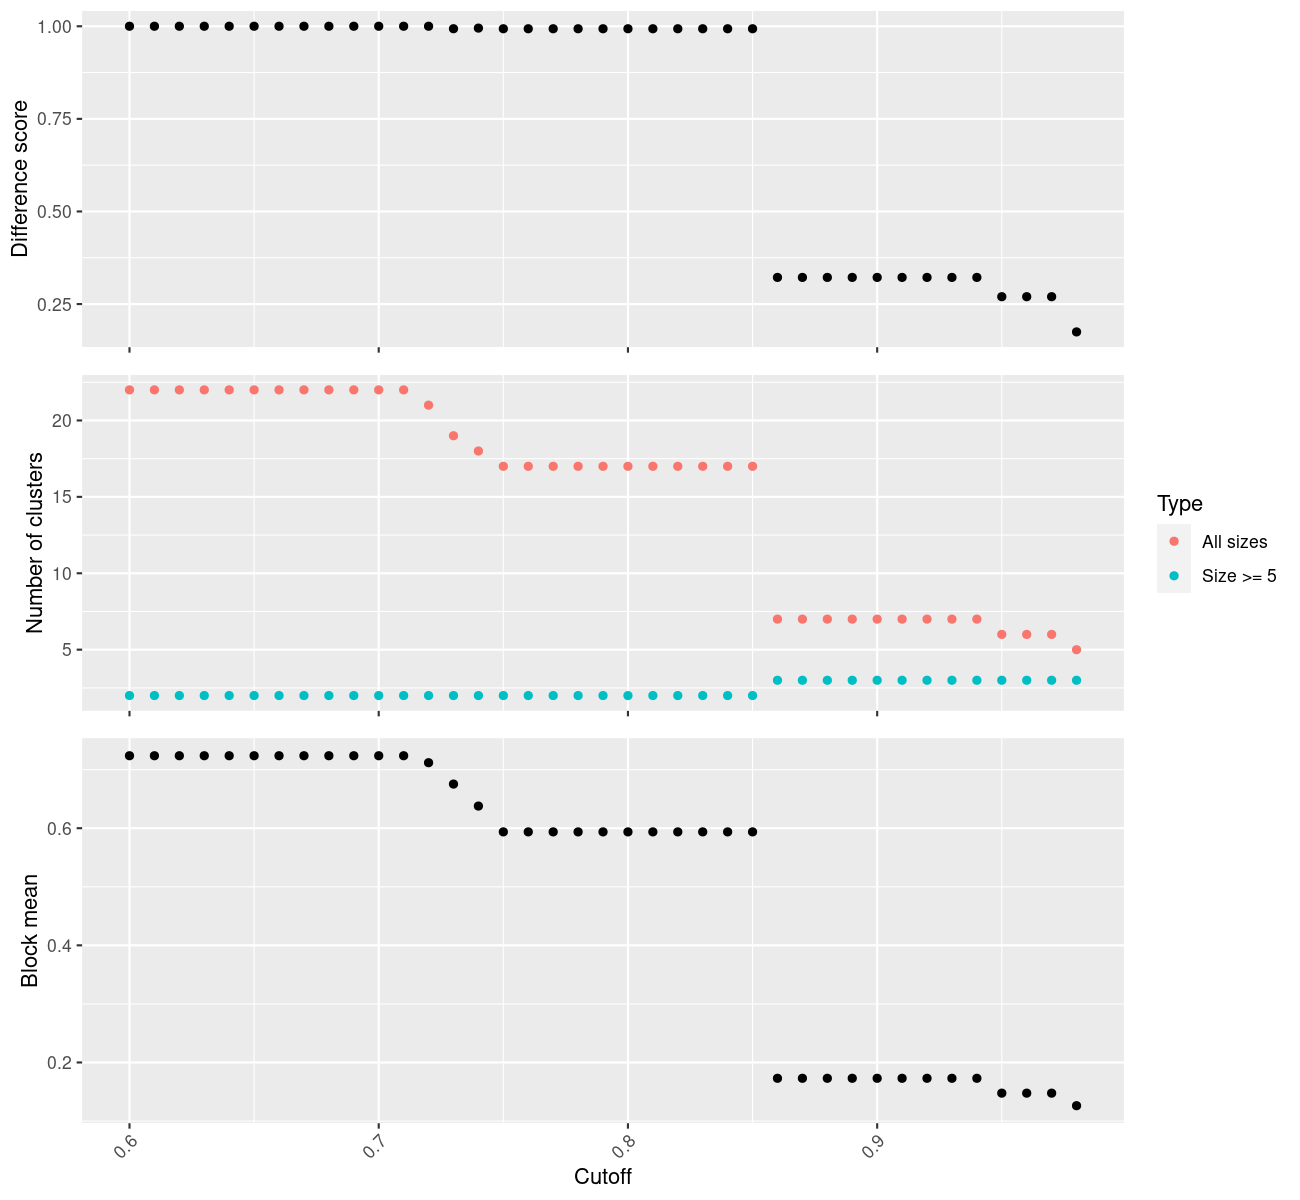 Difference score
1.00
0.75
0.50
0.25
Number of clusters
20
15
10
5
Type
All sizes
Size >= 5
Block mean
0.6
0.4
0.2
0.6 0.7 0.8 0.9
Cutoff